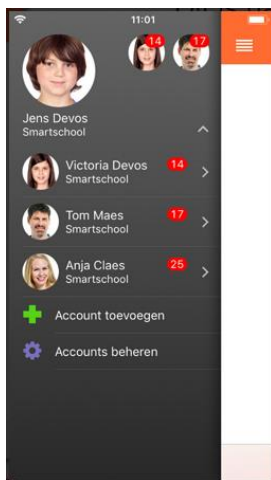 11:01
14 17
Jens Devos
Smartschool
Victoria Devos 14
Smartschool
Tom Maes 17
Smartschool
Anja Claes 25
Smartschool
Account toevoegen
Accounts beheren